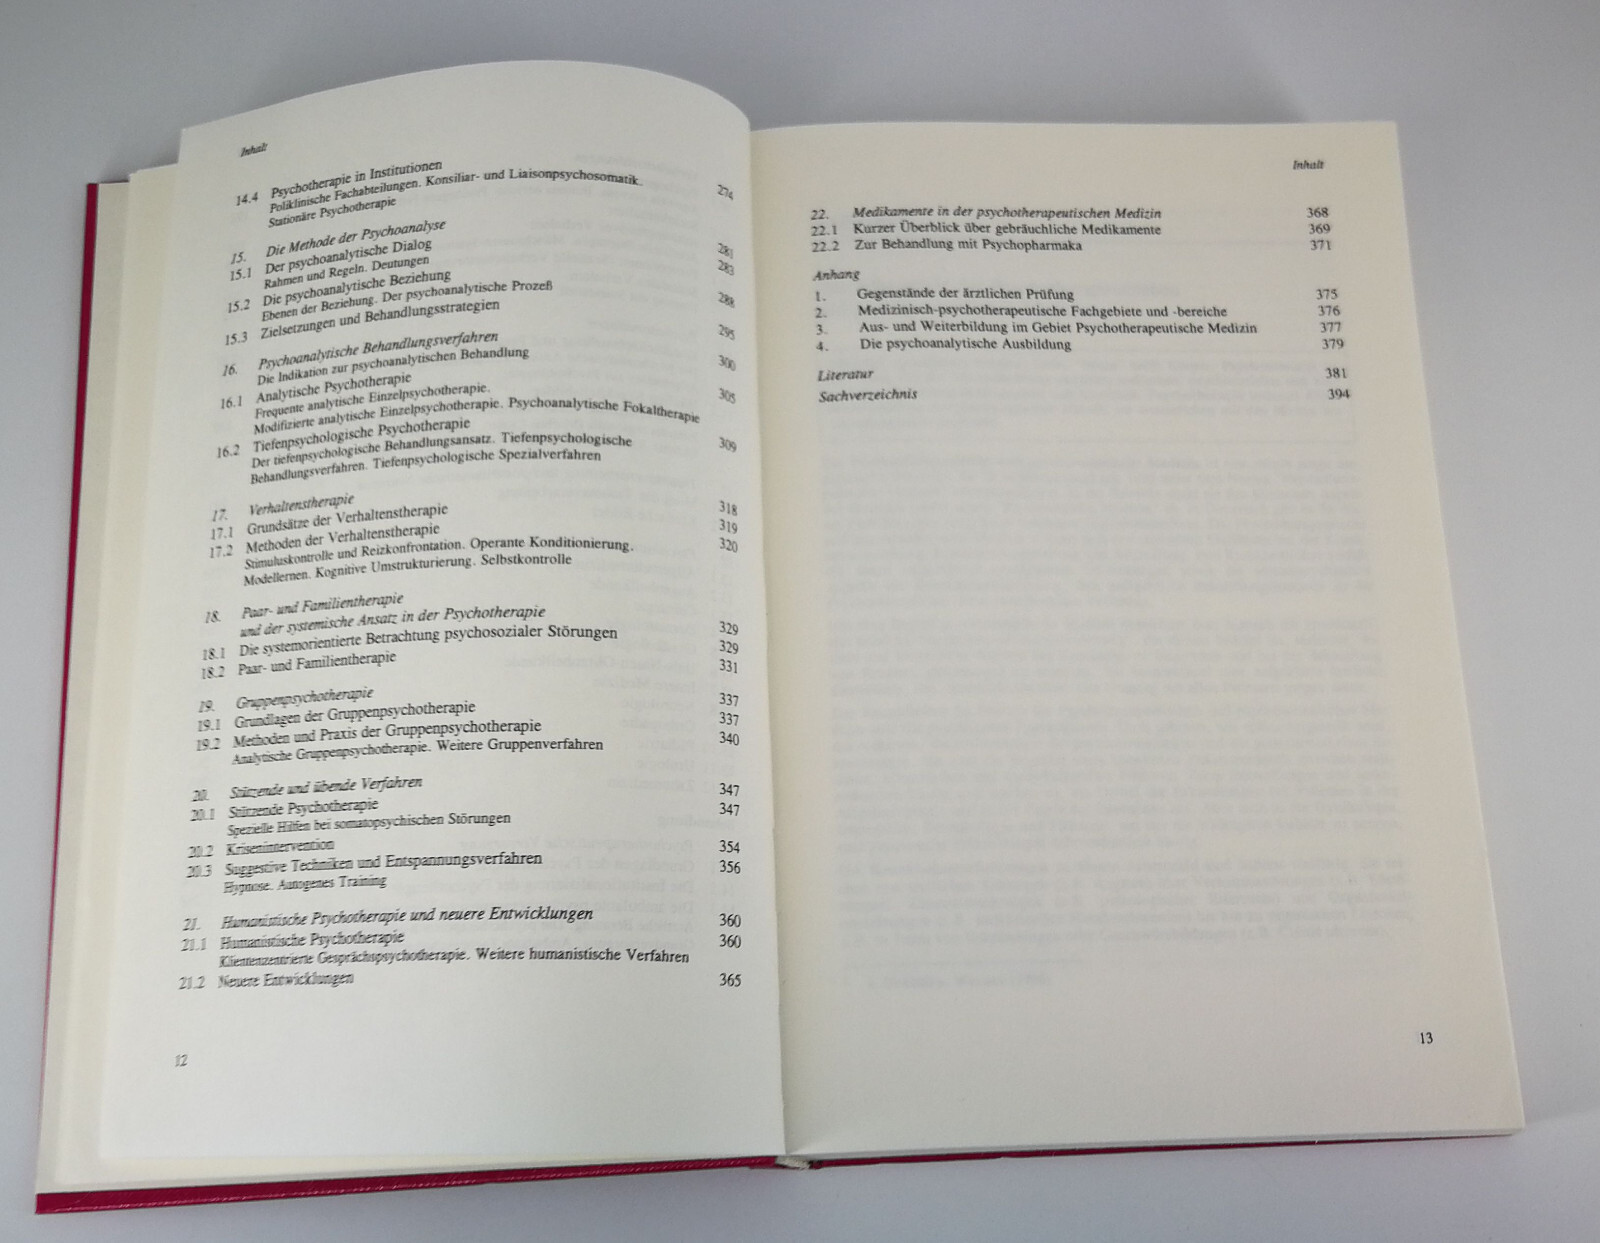 Inhalt
14.4 Psychotherapie in Institutionen 274
Poliklinische Fachabteilungen. Konsiliar- und Liaisonpsychosomatik.
Stationäre Psychotherapie
15. Die Methode der Psychoanalyse 281
15.1 Der psychoanalytische Dialog 283
Rahmen und Regeln. Deutungen
15.2 Die psychoanalytische Beziehung 288
Ebenen der Beziehung. Der psychoanalytische Prozeß
15.3 Zielsetzungen und Behandlungsstrategien 295
16. Psychoanalytische Behandlungsverfahren 300
Die Indikation zur psychoanalytischen Behandlung
16.1 Analytische Psychotherapie 305
Frequente analytische Einzelpsychotherapie.
Modifizierte analytische Einzelpsychotherapie. Psychoanalytische Fokaltherapie
16.2 Tiefenpsychologische Psychotherapie 309
Der tiefenpsychologische Behandlungsansatz. Tiefenpsychologische
Behandlungsverfahren. Tiefenpsychologische Spezialverfahren
17. Verhaltenstherapie 318
17.1 Grundsätze der Verhaltenstherapie 319
17.2 Methoden der Verhaltenstherapie 320
Stimuluskontrolle und Reizkonfrontation. Operante Konditionierung.
Modellernen. Kognitive Umstrukturierung. Selbstkontrolle
18. Paar- und Familientherapie
und der systemische Ansatz in der Psychotherapie 329
18.1 Die systemorientierte Betrachtung psychosozialer Störungen 329
18.2 Paar- und Familientherapie 331
19. Gruppenpsychotherapie 337
19.1 Grundlagen der Gruppenpsychotherapie 337
19.2 Methoden und Praxis der Gruppenpsychotherapie 340
Analytische Gruppenpsychotherapie. Weitere Gruppenverfahren
20. Stützende und übende Verfahren 347
20.1 Stützende Psychotherapie 347
Spezielle Hilfen bei somatopsychischen Störungen
20.2 Krisenintervention 354
20.3 Suggestive Techniken und Entspannungsverfahren 356
Hypnose. Autogenes Training
21. Humanistische Psychotherapie und neuere Entwicklungen 360
21.1 Humanistische Psychotherapie 360
Klientenzentrierte Gesprächspsychotherapie. Weitere humanistische Verfahren
21.2 Neuere Entwicklungen 365
12
Inhalt
22. Medikamente in der psychotherapeutischen Medizin 368
22.1 Kurzer Überblick über gebräuchliche Medikamente 369
22.2 Zur Behandlung mit Psychopharmaka 371
Anhang
1. Gegenstände der ärztlichen Prüfung 375
2. Medizinisch-psychotherapeutische Fachgebiete und -bereiche 376
3. Aus- und Weiterbildung im Gebiet Psychotherapeutische Medizin 377
4. Die psychoanalytische Ausbildung 379
Literatur 381
Sachverzeichnis 394
13